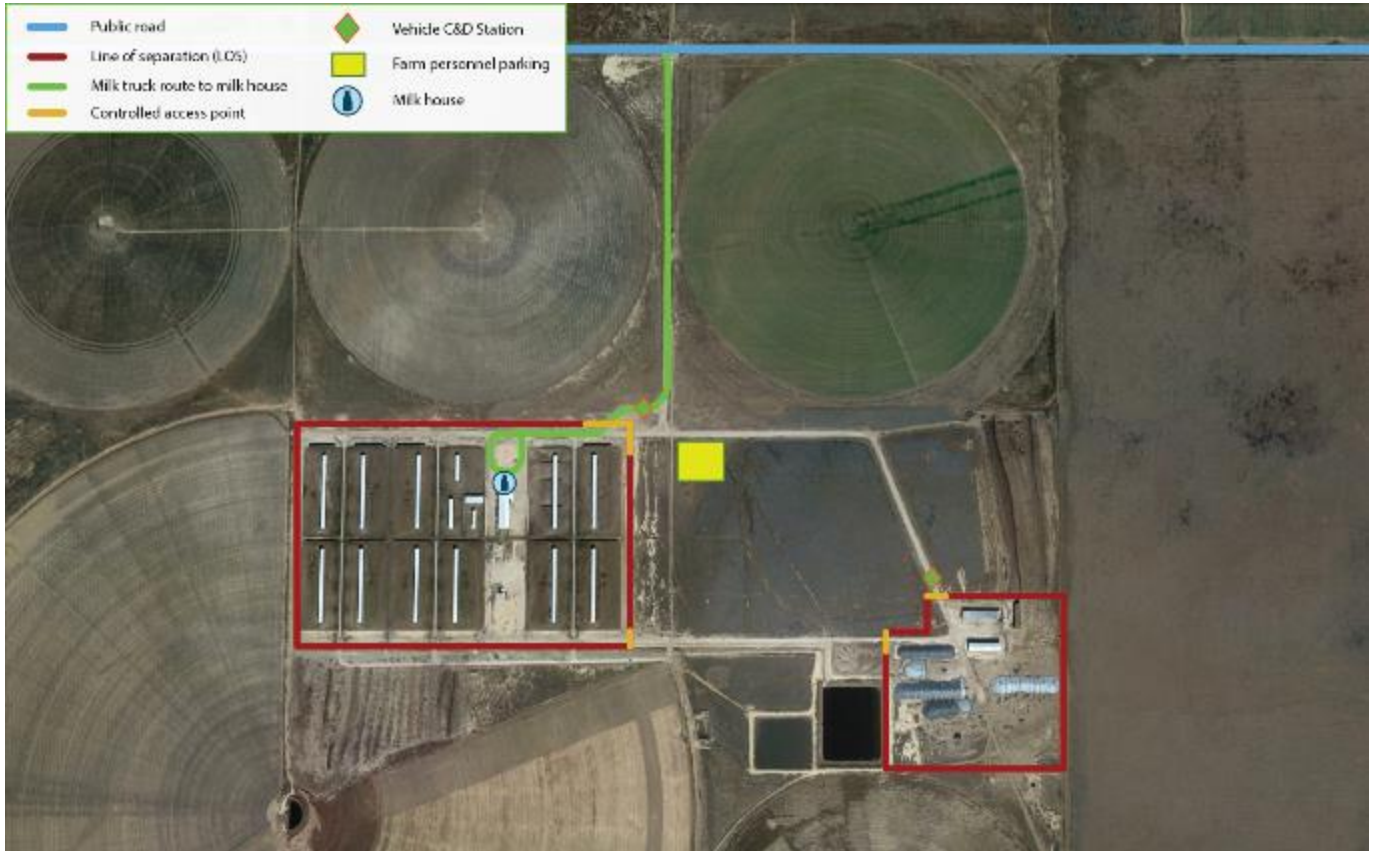 Public road
Line of separation (LOS)
Milk truck route to milk house
Controlled access point
Vehicle C&D Station
Farm personnel parking
Milk house